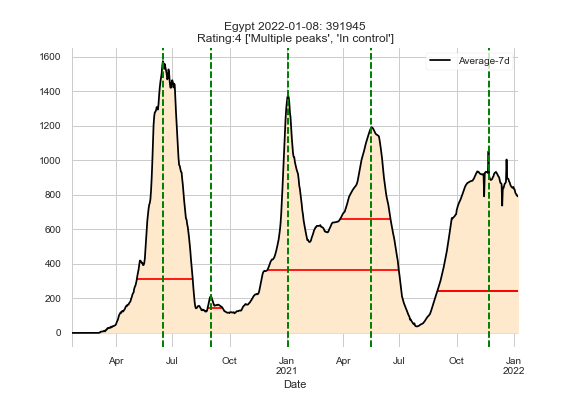 Egypt 2022-01-08: 391945
Rating:4 ['Multiple peaks', 'In control']
Average-7d
1600
1400
1200
1000
800
600
400
200
0
Apr Jul Oct Jan Apr Jul Oct Jan
2021 2022
Date